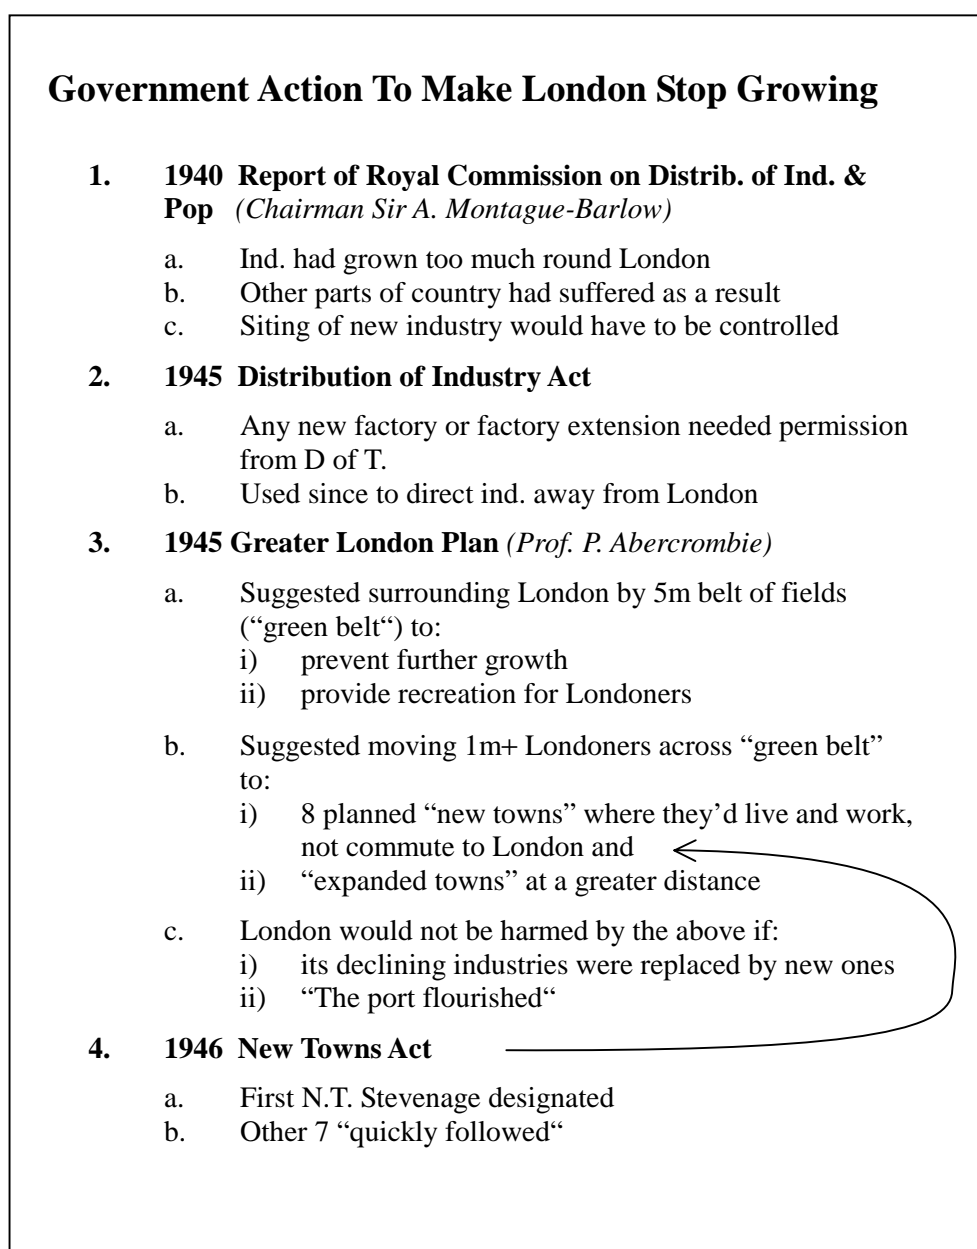 Government Action To Make London Stop Growing
1. 1940 Report of Royal Commission on Distrib. of Ind. &
Pop (Chairman Sir A. Montague-Barlow)
a. Ind. had grown too much round London
b. Other parts of country had suffered as a result
c. Siting of new industry would have to be controlled
2. 1945 Distribution of Industry Act
a. Any new factory or factory extension needed permission
from D of T.
b. Used since to direct ind. away from London
3. 1945 Greater London Plan (Prof. P. Abercrombie)
a. Suggested surrounding London by 5m belt of fields
(“green belt“) to:
i) prevent further growth
ii) provide recreation for Londoners
b. Suggested moving 1m+ Londoners across “green belt”
to:
i) 8 planned “new towns” where they’d live and work,
not commute to London and
ii) “expanded towns” at a greater distance
c. London would not be harmed by the above if:
i) its declining industries were replaced by new ones
ii) “The port flourished“
4. 1946 New Towns Act
a. First N.T. Stevenage designated
b. Other 7 “quickly followed“